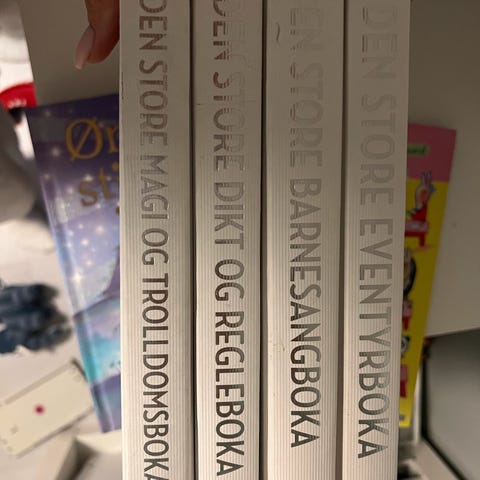 DEN STORE MAGI OG TROLLDOMSBOKA
DEN STORE DIKT OG REGLEBOKA
DEN STORE BARNESANGBOKA
DEN STORE EVENTYRBOKA